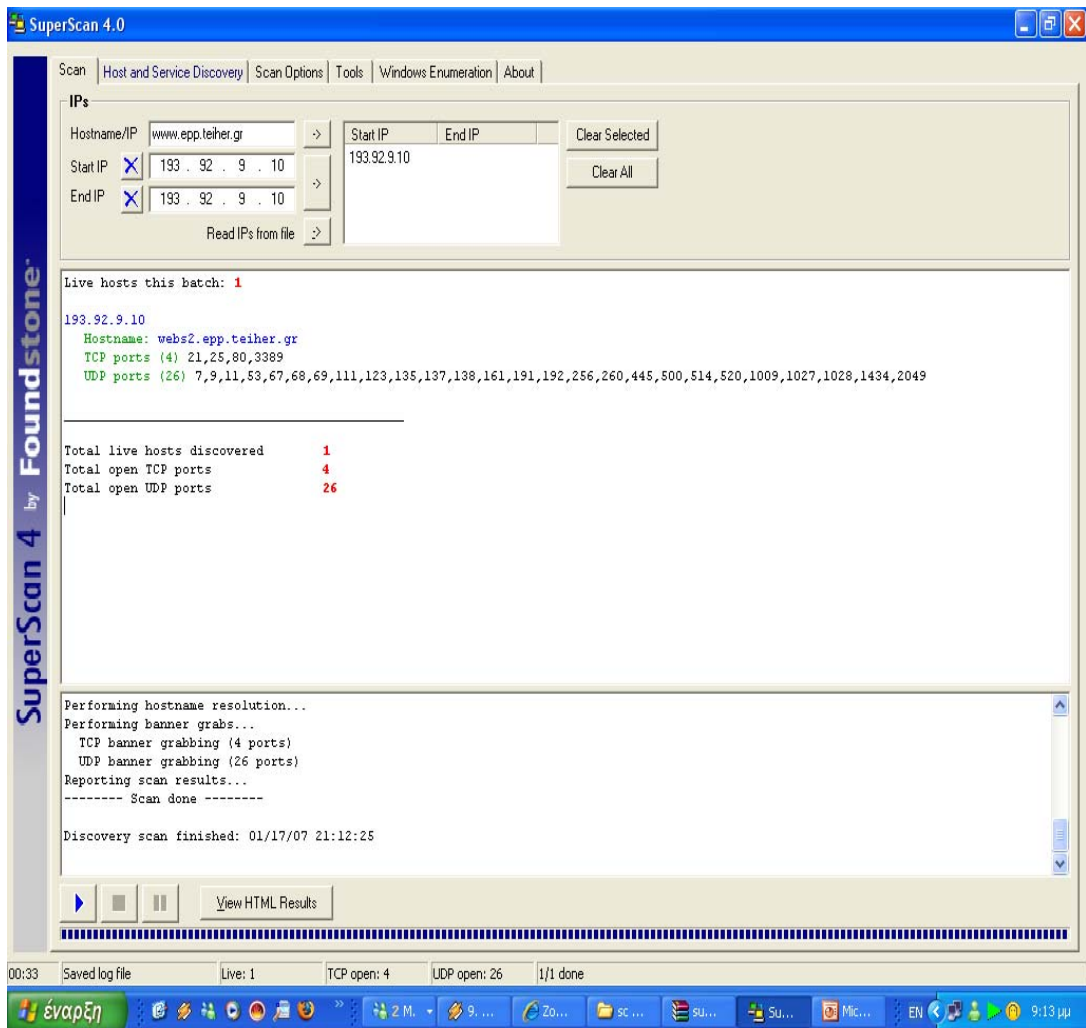 SuperScan 4.0
Scan Host and Service Discovery Scan Options Tools Windows Enumeration About
IPs
Hostname/IP www.epp.teiher.gr -> Start IP End IP Clear Selected
Start IP X 193 . 92 . 9 . 10 -> 193.92.9.10 Clear All
End IP X 193 . 92 . 9 . 10
Read IPs from file ->
SuperScan 4 by Foundstone
Live hosts this batch: 1
193.92.9.10
Hostname: webs2.epp.teiher.gr
TCP ports (4) 21,25,80,3389
UDP ports (26) 7,9,11,53,67,68,69,111,123,135,137,138,161,191,192,256,260,445,500,514,520,1009,1027,1028,1434,2049
Total live hosts discovered 1
Total open TCP ports 4
Total open UDP ports 26
Performing hostname resolution...
Performing banner grabs...
TCP banner grabbing (4 ports)
UDP banner grabbing (26 ports)
Reporting scan results...
-------- Scan done --------
Discovery scan finished: 01/17/07 21:12:25
View HTML Results
00:33 Saved log file Live: 1 TCP open: 4 UDP open: 26 1/1 done
έναρξη 2 M. 9. ... Zo... sc ... su... Su... Mic... EN 9:13 μμ